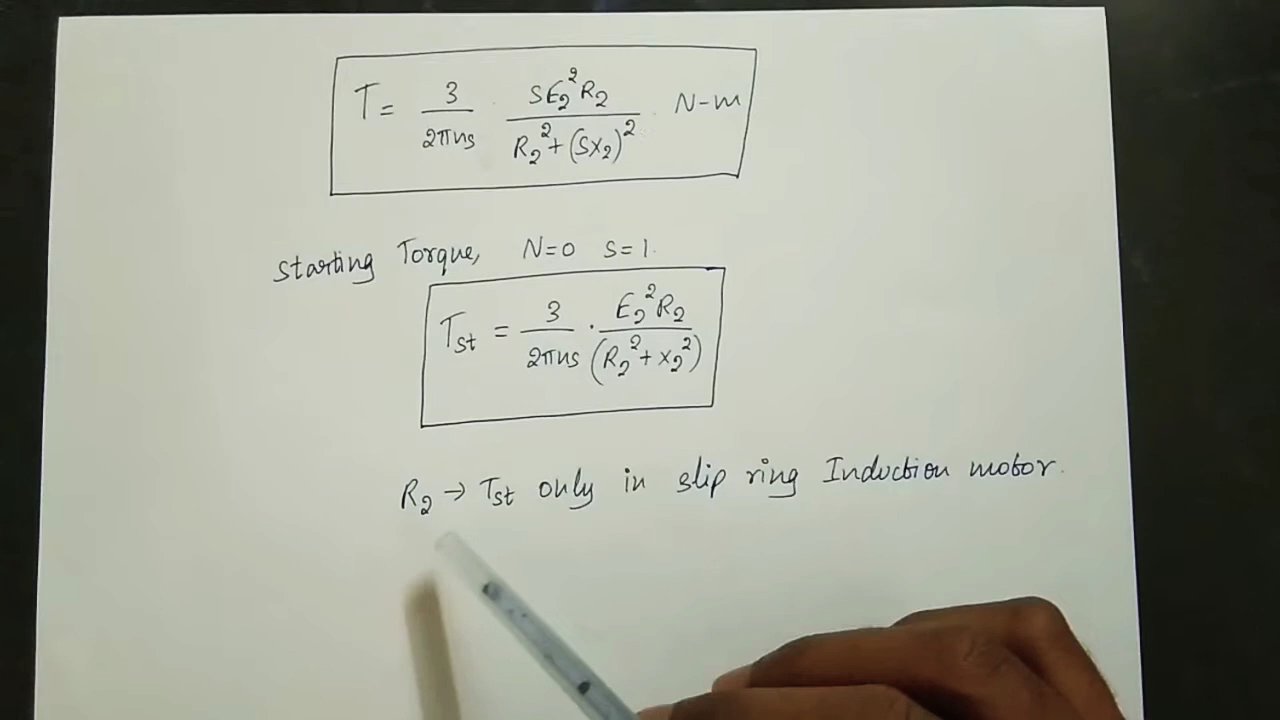 T = 3/2πns · SE₂²R₂/R₂²+(SX₂)² N-m
Starting Torque, N=0 S=1.
Tst = 3/2πns · E₂²R₂/(R₂²+X₂²)
R₂ → Tst only in slip ring Induction motor.